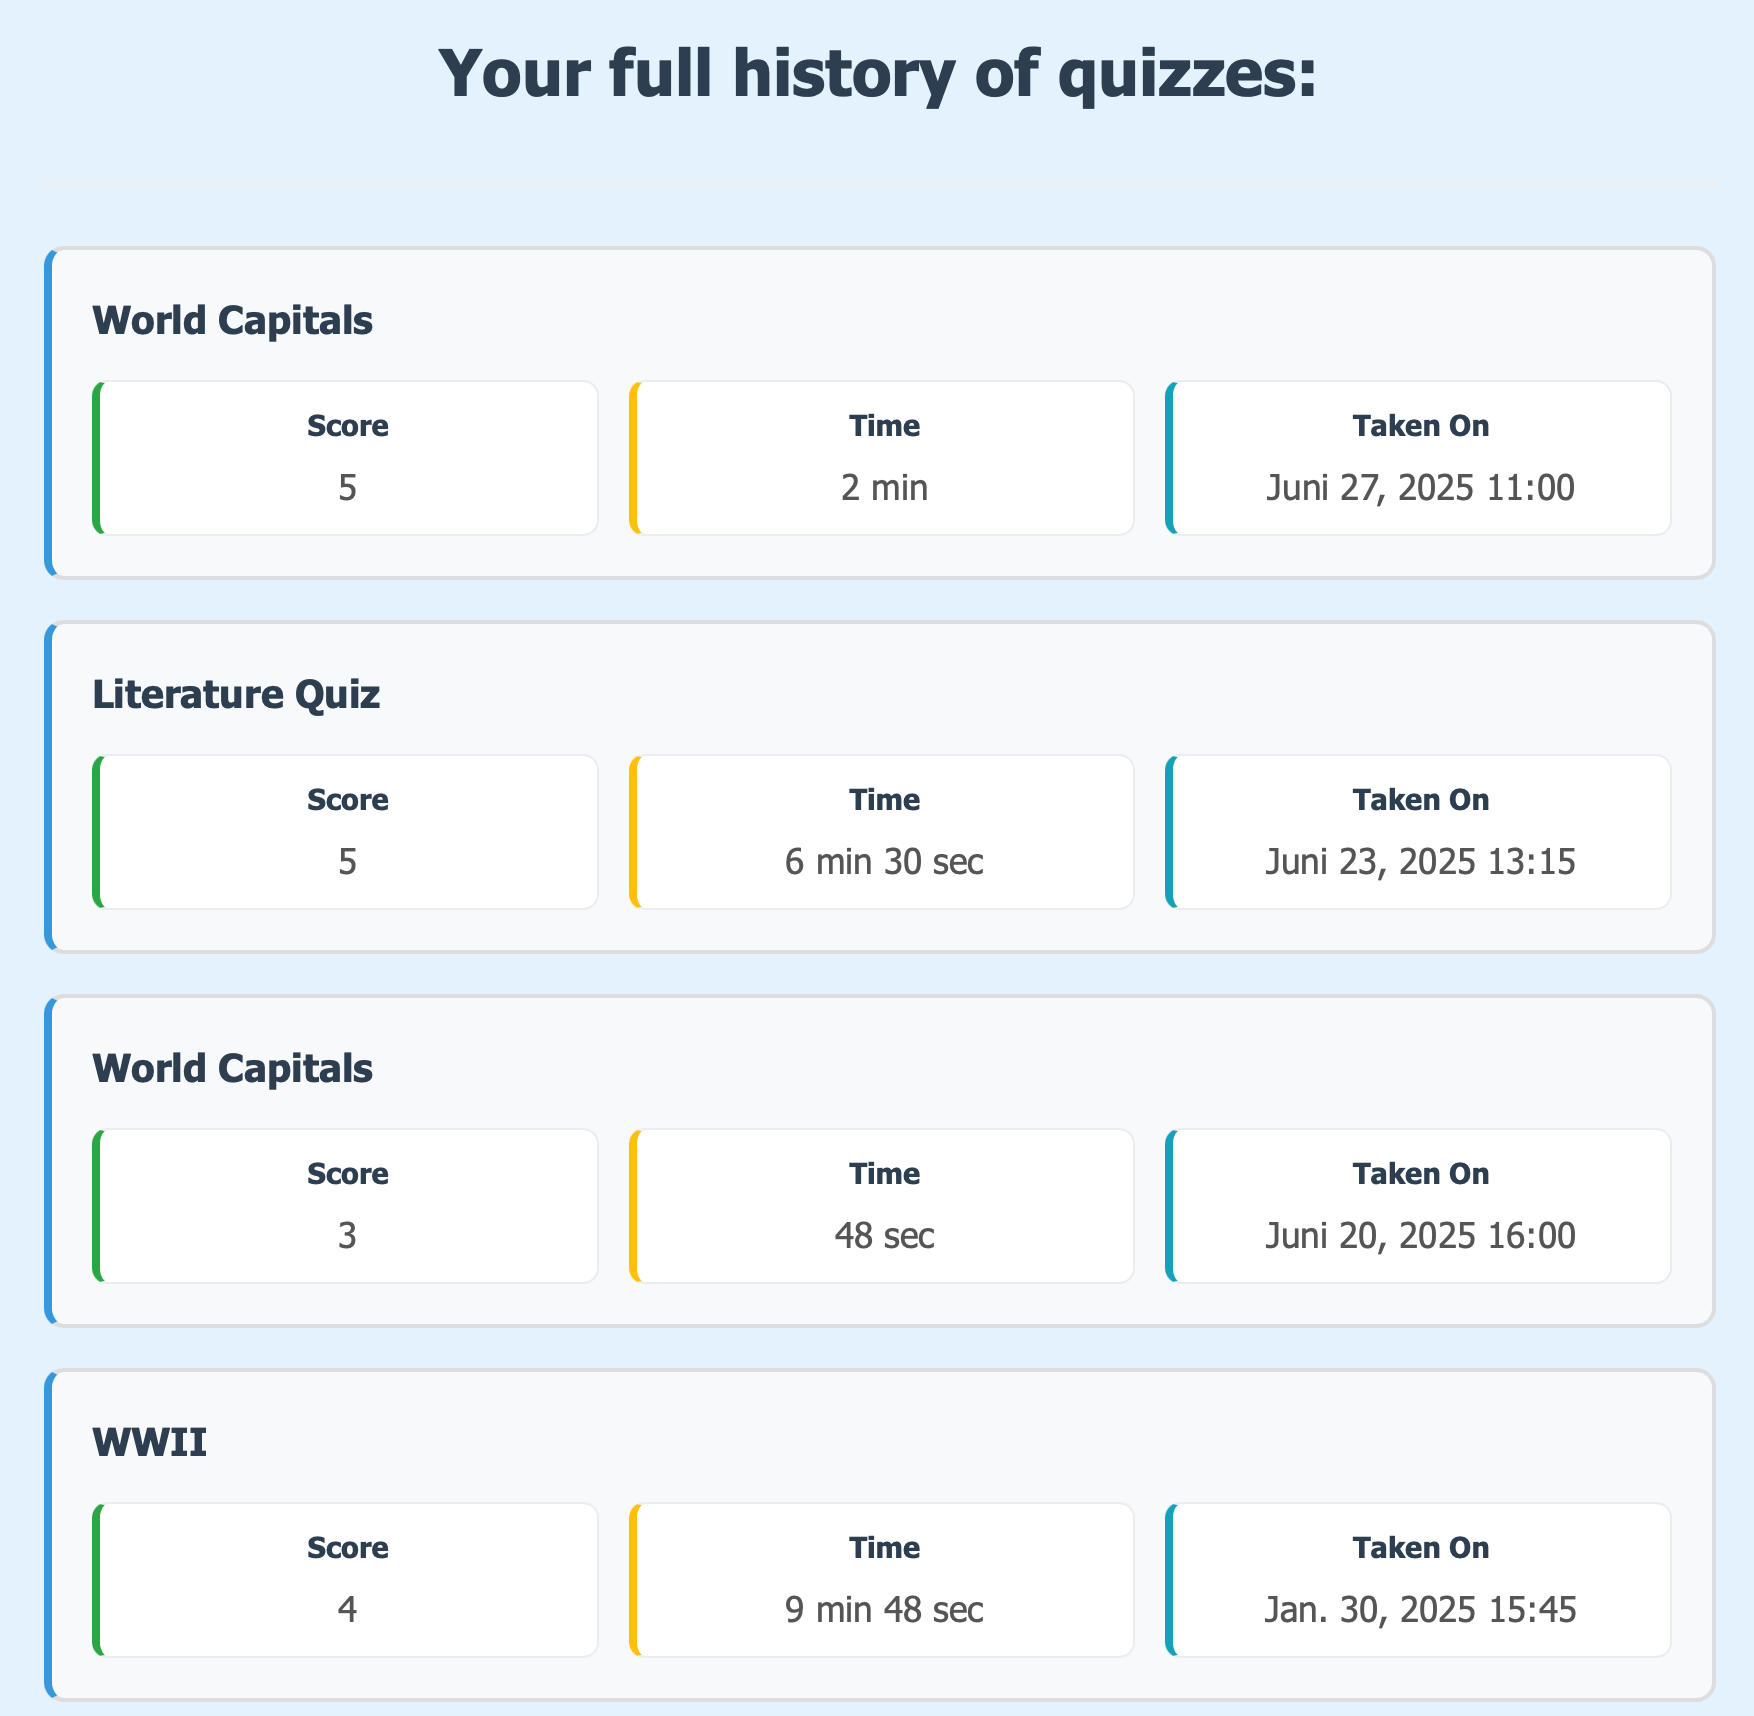 Your full history of quizzes:
World Capitals
Score
5
Time
2 min
Taken On
Juni 27, 2025 11:00
Literature Quiz
Score
5
Time
6 min 30 sec
Taken On
Juni 23, 2025 13:15
World Capitals
Score
3
Time
48 sec
Taken On
Juni 20, 2025 16:00
WWII
Score
4
Time
9 min 48 sec
Taken On
Jan. 30, 2025 15:45